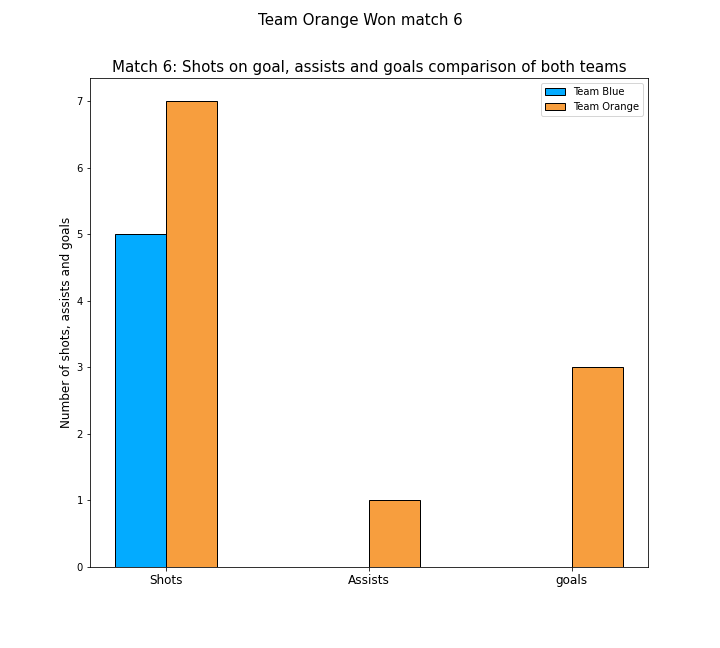 Team Orange Won match 6
Match 6: Shots on goal, assists and goals comparison of both teams
Team Blue
Team Orange
Number of shots, assists and goals
7
6
5
4
3
2
1
0
Shots
Assists
goals